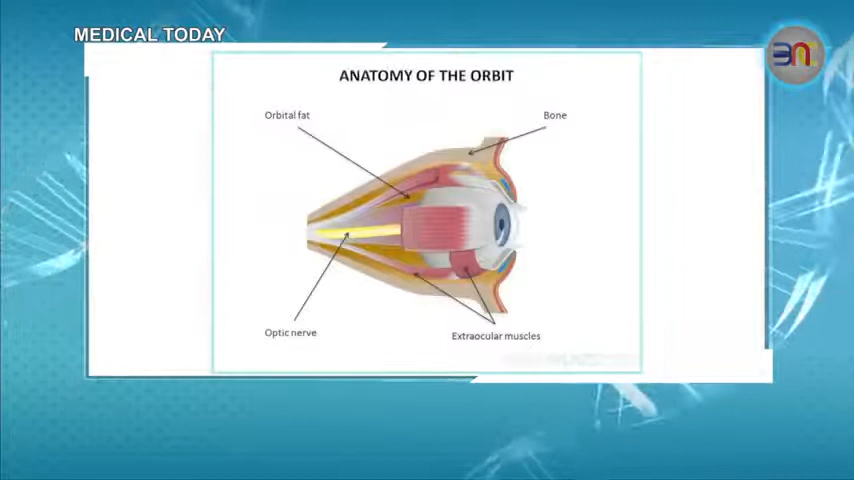 MEDICAL TODAY
ANATOMY OF THE ORBIT
Orbital fat
Bone
Optic nerve
Extraocular muscles